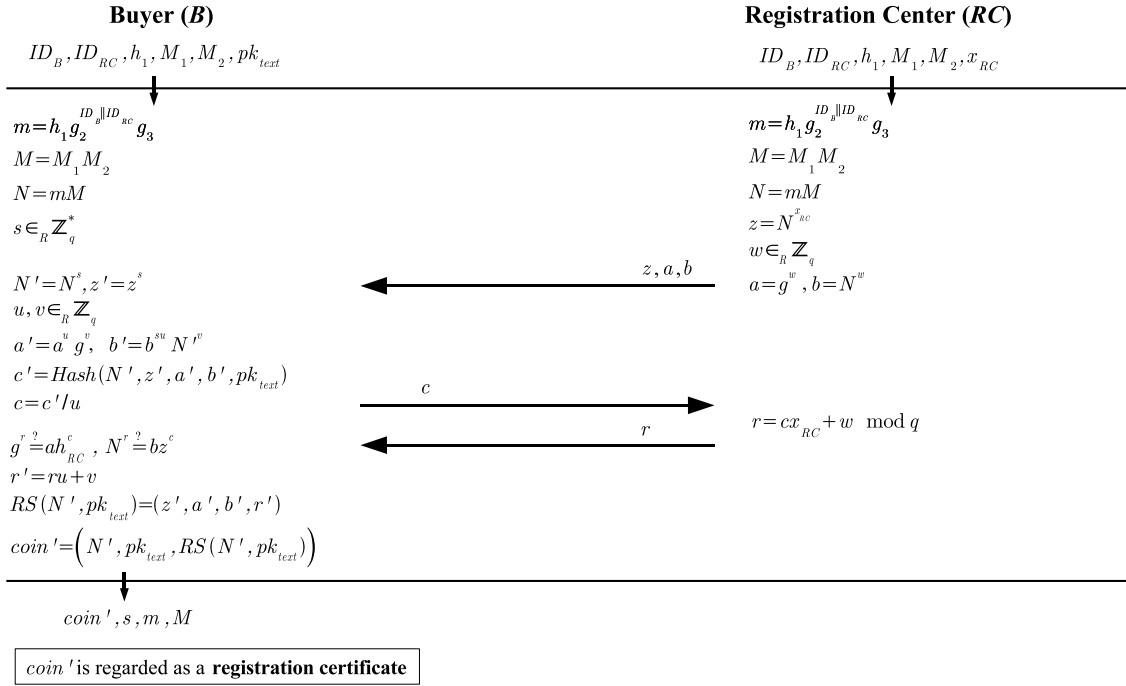 Buyer (B)
ID_B, ID_RC, h_1, M_1, M_2, pk_text
m=h_1 g_2^{ID_B||ID_RC} g_3
M=M_1 M_2
N=mM
s∈_R ℤ_q^*
N'=N^s, z'=z^s
u, v∈_R ℤ_q
a'=a^u g^v, b'=b^{su} N'^v
c'=Hash(N', z', a', b', pk_text)
c=c'/u
g^r ≟ ah_RC^c , N^r ≟ bz^c
r'=ru+v
RS(N', pk_text)=(z', a', b', r')
coin'=(N', pk_text, RS(N', pk_text))
coin', s, m, M
coin' is regarded as a registration certificate
z, a, b
c
r
Registration Center (RC)
ID_B, ID_RC, h_1, M_1, M_2, x_RC
m=h_1 g_2^{ID_B||ID_RC} g_3
M=M_1 M_2
N=mM
z=N^{x_RC}
w∈_R ℤ_q
a=g^w, b=N^w
r=cx_RC+w mod q